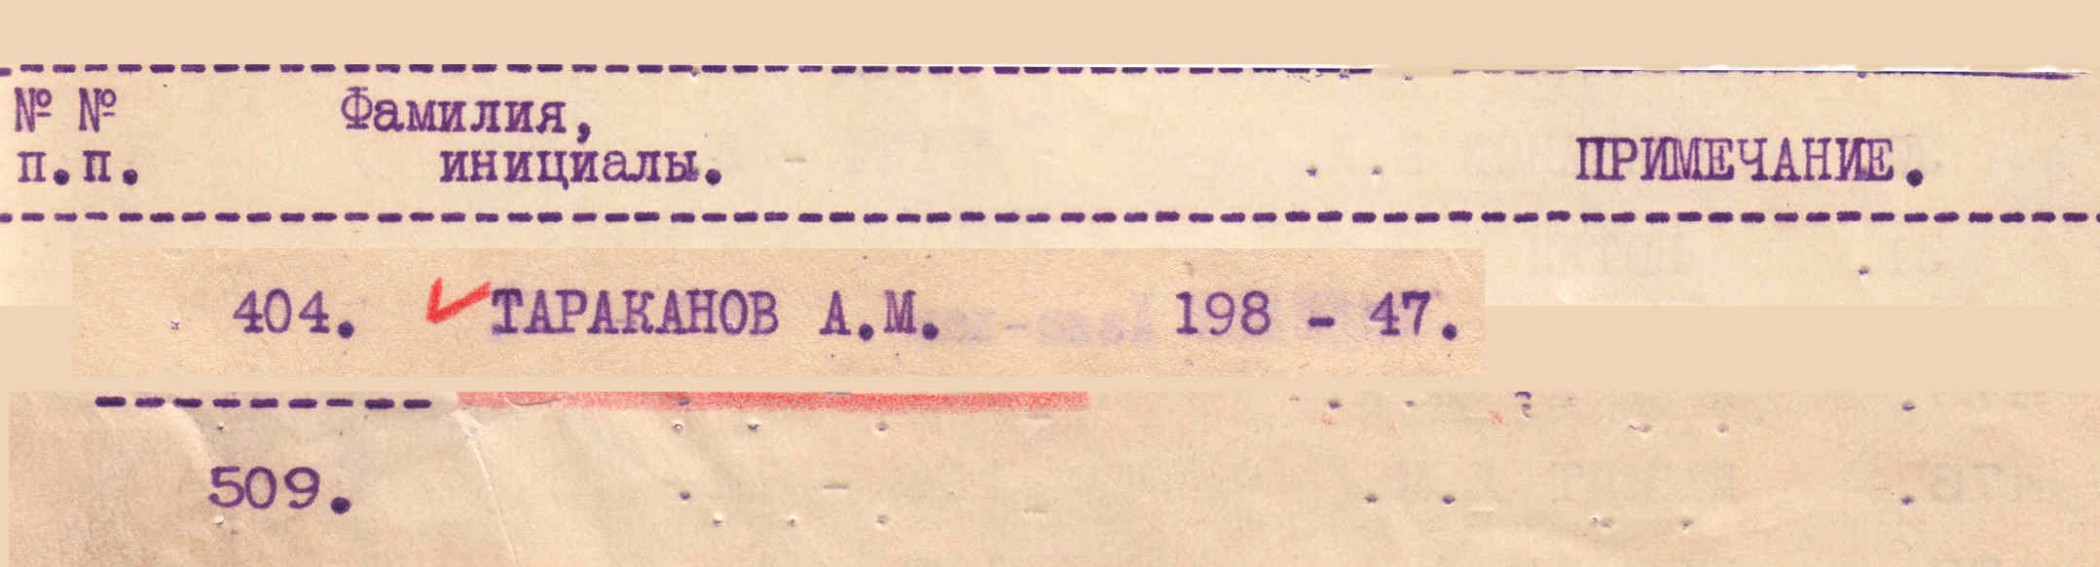 № № Фамилия,
п.п. инициалы. ПРИМЕЧАНИЕ.
404. ТАРАКАНОВ А.М. 198 - 47.
509.